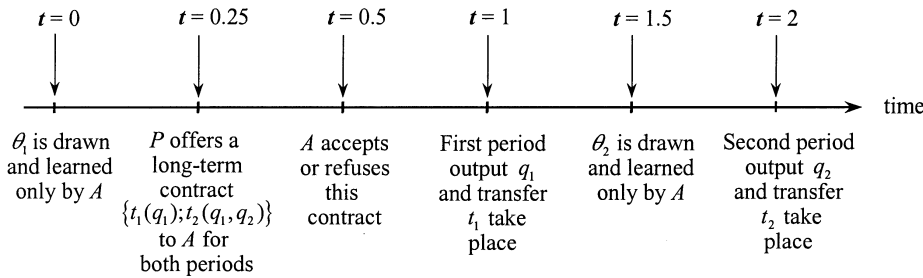 t = 0
t = 0.25
t = 0.5
t = 1
t = 1.5
t = 2
time
θ₁ is drawn
and learned
only by A
P offers a
long-term
contract
{t₁(q₁);t₂(q₁,q₂)}
to A for
both periods
A accepts
or refuses
this
contract
First period
output q₁
and transfer
t₁ take
place
θ₂ is drawn
and learned
only by A
Second period
output q₂
and transfer
t₂ take
place